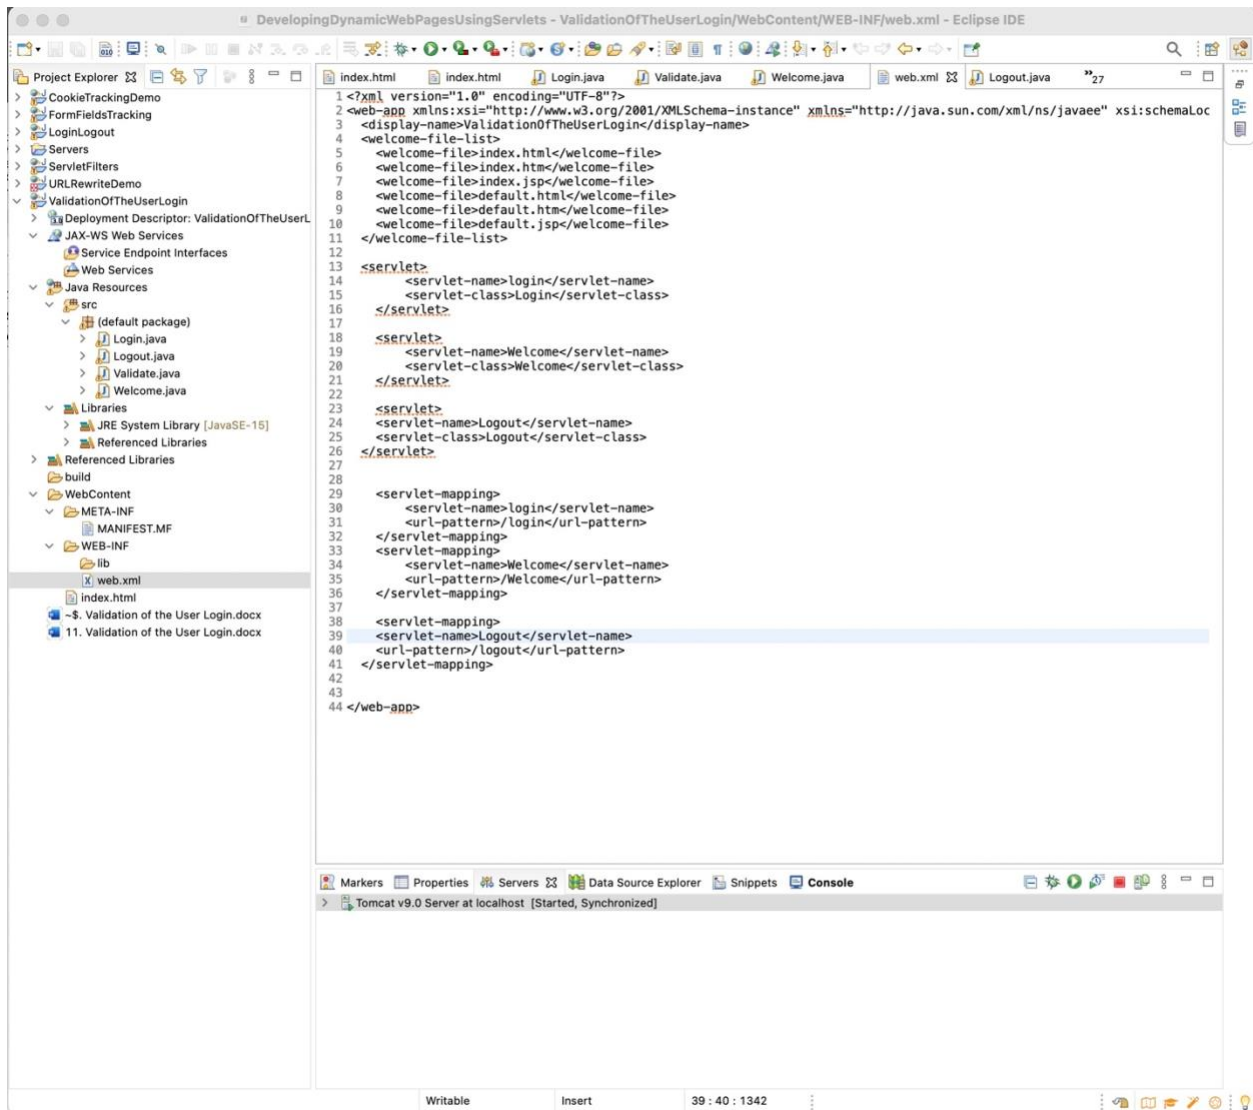 DevelopingDynamicWebPagesUsingServlets - ValidationOfTheUserLogin/WebContent/WEB-INF/web.xml - Eclipse IDE
Project Explorer
CookieTrackingDemo
FormFieldsTracking
LoginLogout
Servers
ServletFilters
URLRewriteDemo
ValidationOfTheUserLogin
Deployment Descriptor: ValidationOfTheUserL
JAX-WS Web Services
Service Endpoint Interfaces
Web Services
Java Resources
src
(default package)
Login.java
Logout.java
Validate.java
Welcome.java
Libraries
JRE System Library [JavaSE-15]
Referenced Libraries
Referenced Libraries
build
WebContent
META-INF
MANIFEST.MF
WEB-INF
lib
web.xml
index.html
~$. Validation of the User Login.docx
11. Validation of the User Login.docx
index.html index.html Login.java Validate.java Welcome.java web.xml Logout.java »27
1 <?xml version="1.0" encoding="UTF-8"?>
2 <web-app xmlns:xsi="http://www.w3.org/2001/XMLSchema-instance" xmlns="http://java.sun.com/xml/ns/javaee" xsi:schemaLoc
3 <display-name>ValidationOfTheUserLogin</display-name>
4 <welcome-file-list>
5 <welcome-file>index.html</welcome-file>
6 <welcome-file>index.htm</welcome-file>
7 <welcome-file>index.jsp</welcome-file>
8 <welcome-file>default.html</welcome-file>
9 <welcome-file>default.htm</welcome-file>
10 <welcome-file>default.jsp</welcome-file>
11 </welcome-file-list>
12
13 <servlet>
14 <servlet-name>login</servlet-name>
15 <servlet-class>Login</servlet-class>
16 </servlet>
17
18 <servlet>
19 <servlet-name>Welcome</servlet-name>
20 <servlet-class>Welcome</servlet-class>
21 </servlet>
22
23 <servlet>
24 <servlet-name>Logout</servlet-name>
25 <servlet-class>Logout</servlet-class>
26 </servlet>
27
28
29 <servlet-mapping>
30 <servlet-name>login</servlet-name>
31 <url-pattern>/login</url-pattern>
32 </servlet-mapping>
33 <servlet-mapping>
34 <servlet-name>Welcome</servlet-name>
35 <url-pattern>/Welcome</url-pattern>
36 </servlet-mapping>
37
38 <servlet-mapping>
39 <servlet-name>Logout</servlet-name>
40 <url-pattern>/logout</url-pattern>
41 </servlet-mapping>
42
43
44 </web-app>
Markers Properties Servers Data Source Explorer Snippets Console
Tomcat v9.0 Server at localhost [Started, Synchronized]
Writable Insert 39 : 40 : 1342